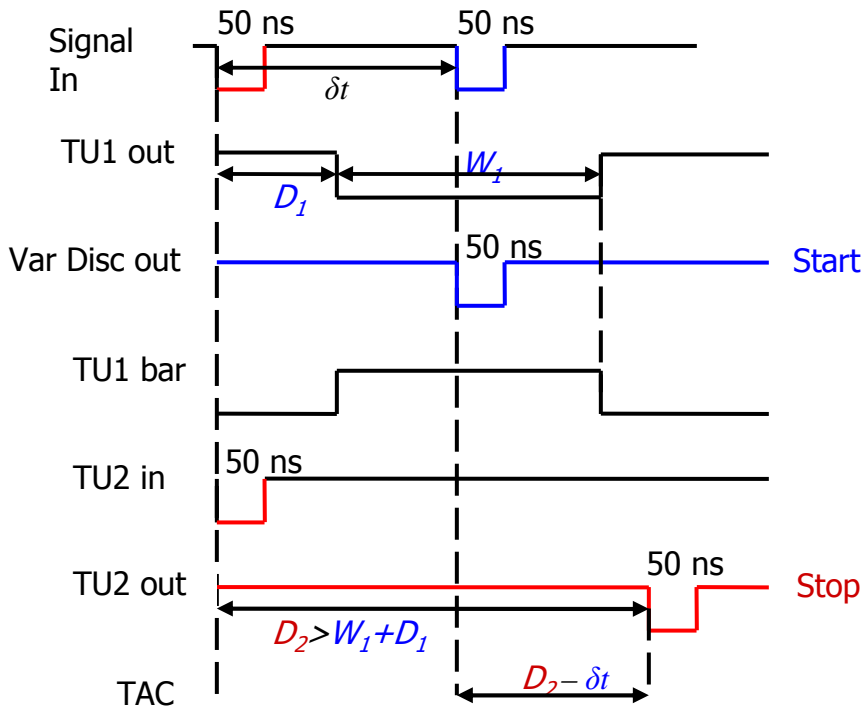 50 ns 50 ns
Signal In
δt
TU1 out
W₁
D₁
50 ns
Var Disc out Start
TU1 bar
50 ns
TU2 in
50 ns
TU2 out Stop
D₂>W₁+D₁
D₂– δt
TAC